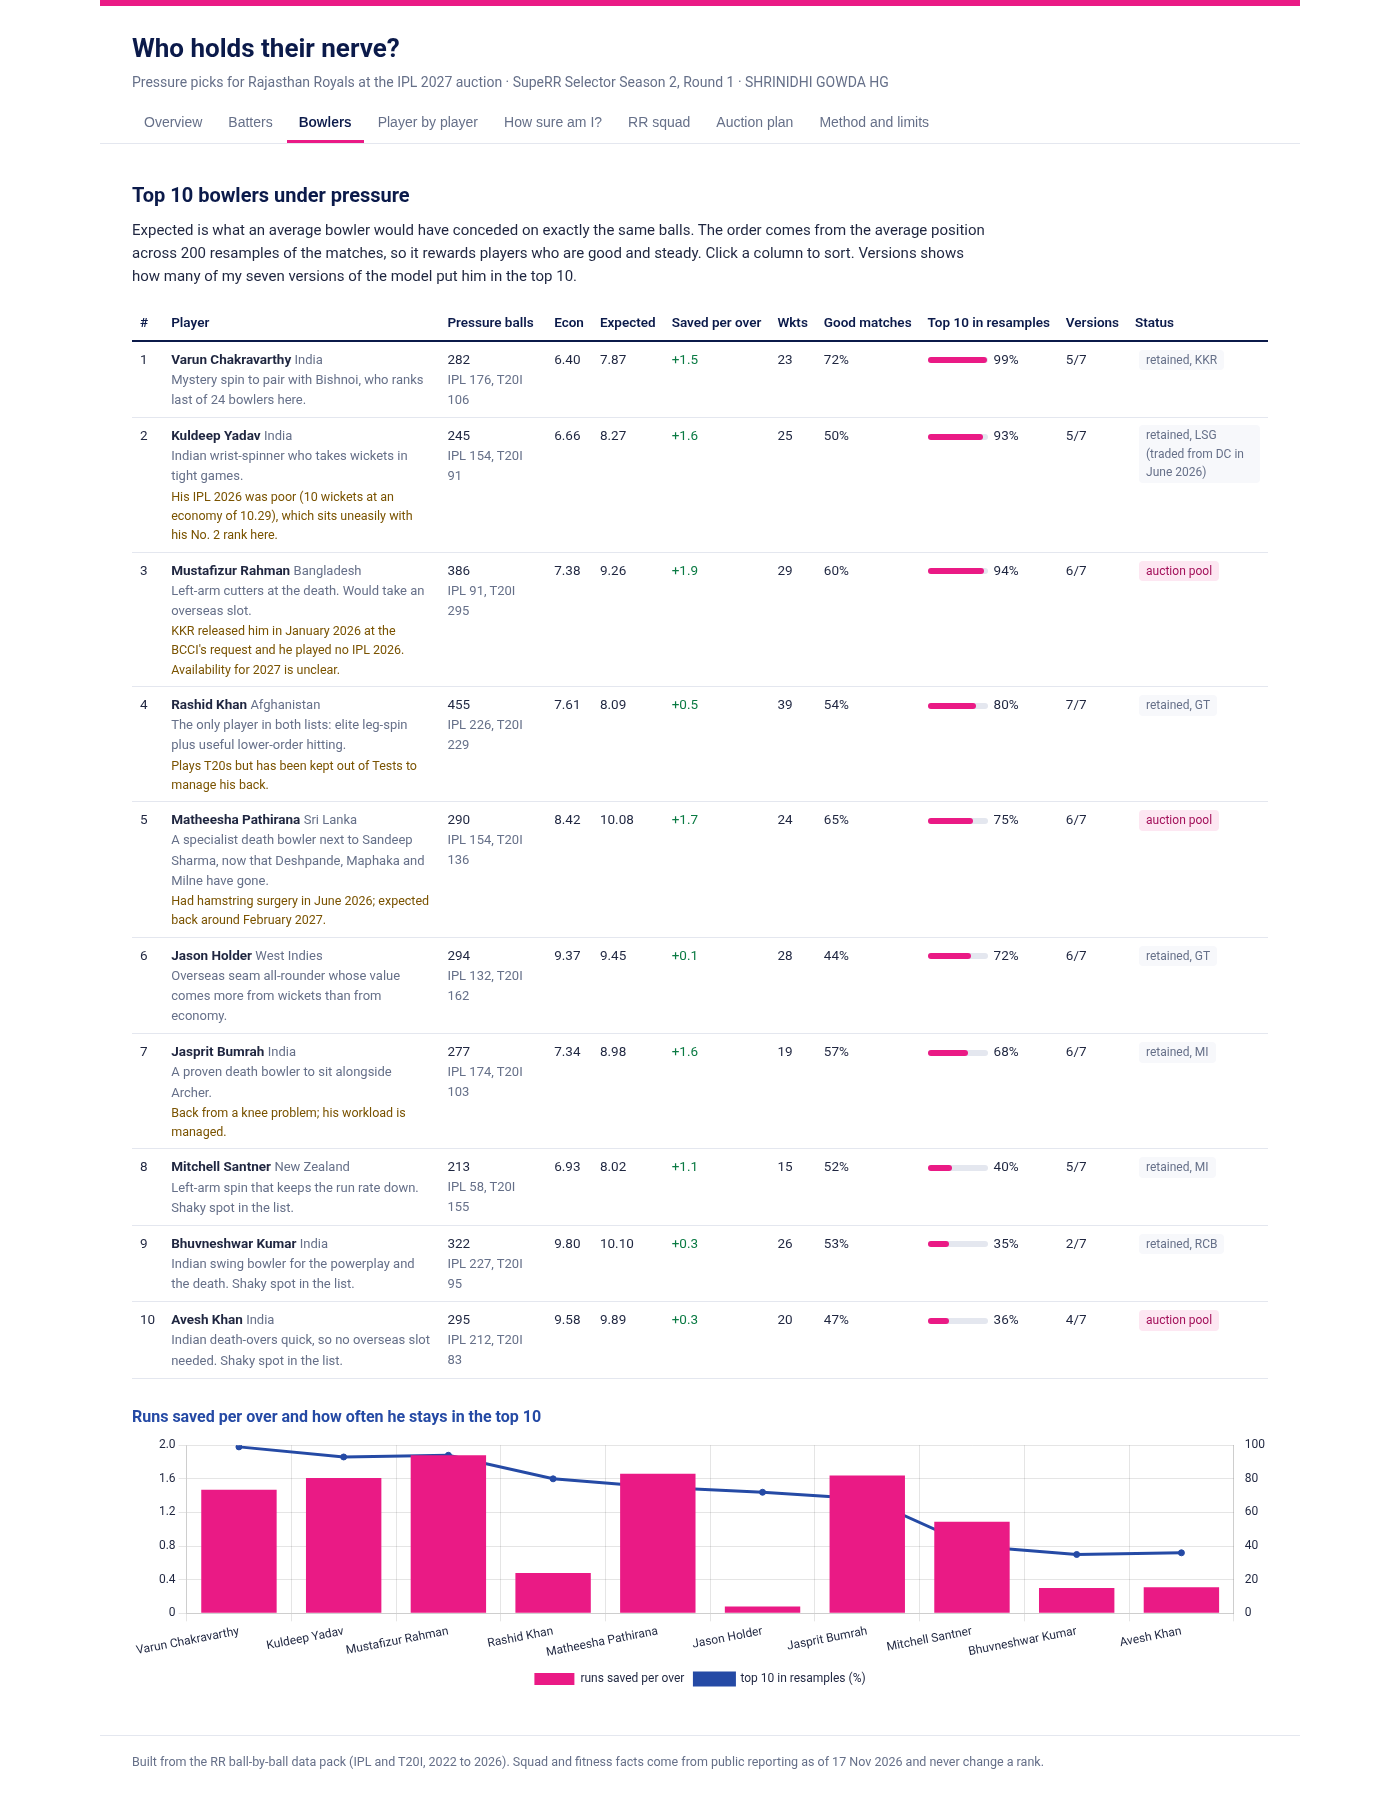 Who holds their nerve?
Pressure picks for Rajasthan Royals at the IPL 2027 auction · SupeRR Selector Season 2, Round 1 · SHRINIDHI GOWDA HG
Overview Batters Bowlers Player by player How sure am I? RR squad Auction plan Method and limits
Top 10 bowlers under pressure
Expected is what an average bowler would have conceded on exactly the same balls. The order comes from the average position
across 200 resamples of the matches, so it rewards players who are good and steady. Click a column to sort. Versions shows
how many of my seven versions of the model put him in the top 10.
# Player Pressure balls Econ Expected Saved per over Wkts Good matches Top 10 in resamples Versions Status
1 Varun Chakravarthy India 282 6.40 7.87 +1.5 23 72% 99% 5/7 retained, KKR
Mystery spin to pair with Bishnoi, who ranks IPL 176, T20I
last of 24 bowlers here. 106
2 Kuldeep Yadav India 245 6.66 8.27 +1.6 25 50% 93% 5/7 retained, LSG
Indian wrist-spinner who takes wickets in IPL 154, T20I (traded from DC in
tight games. 91 June 2026)
His IPL 2026 was poor (10 wickets at an
economy of 10.29), which sits uneasily with
his No. 2 rank here.
3 Mustafizur Rahman Bangladesh 386 7.38 9.26 +1.9 29 60% 94% 6/7 auction pool
Left-arm cutters at the death. Would take an IPL 91, T20I
overseas slot. 295
KKR released him in January 2026 at the
BCCI's request and he played no IPL 2026.
Availability for 2027 is unclear.
4 Rashid Khan Afghanistan 455 7.61 8.09 +0.5 39 54% 80% 7/7 retained, GT
The only player in both lists: elite leg-spin IPL 226, T20I
plus useful lower-order hitting. 229
Plays T20s but has been kept out of Tests to
manage his back.
5 Matheesha Pathirana Sri Lanka 290 8.42 10.08 +1.7 24 65% 75% 6/7 auction pool
A specialist death bowler next to Sandeep IPL 154, T20I
Sharma, now that Deshpande, Maphaka and 136
Milne have gone.
Had hamstring surgery in June 2026; expected
back around February 2027.
6 Jason Holder West Indies 294 9.37 9.45 +0.1 28 44% 72% 6/7 retained, GT
Overseas seam all-rounder whose value IPL 132, T20I
comes more from wickets than from 162
economy.
7 Jasprit Bumrah India 277 7.34 8.98 +1.6 19 57% 68% 6/7 retained, MI
A proven death bowler to sit alongside IPL 174, T20I
Archer. 103
Back from a knee problem; his workload is
managed.
8 Mitchell Santner New Zealand 213 6.93 8.02 +1.1 15 52% 40% 5/7 retained, MI
Left-arm spin that keeps the run rate down. IPL 58, T20I
Shaky spot in the list. 155
9 Bhuvneshwar Kumar India 322 9.80 10.10 +0.3 26 53% 35% 2/7 retained, RCB
Indian swing bowler for the powerplay and IPL 227, T20I
the death. Shaky spot in the list. 95
10 Avesh Khan India 295 9.58 9.89 +0.3 20 47% 36% 4/7 auction pool
Indian death-overs quick, so no overseas slot IPL 212, T20I
needed. Shaky spot in the list. 83
Runs saved per over and how often he stays in the top 10
2.0 100
1.6 80
1.2 60
0.8 40
0.4 20
0 0
Varun Chakravarthy Kuldeep Yadav Mustafizur Rahman Rashid Khan Matheesha Pathirana Jason Holder Jasprit Bumrah Mitchell Santner Bhuvneshwar Kumar Avesh Khan
runs saved per over top 10 in resamples (%)
Built from the RR ball-by-ball data pack (IPL and T20I, 2022 to 2026). Squad and fitness facts come from public reporting as of 17 Nov 2026 and never change a rank.